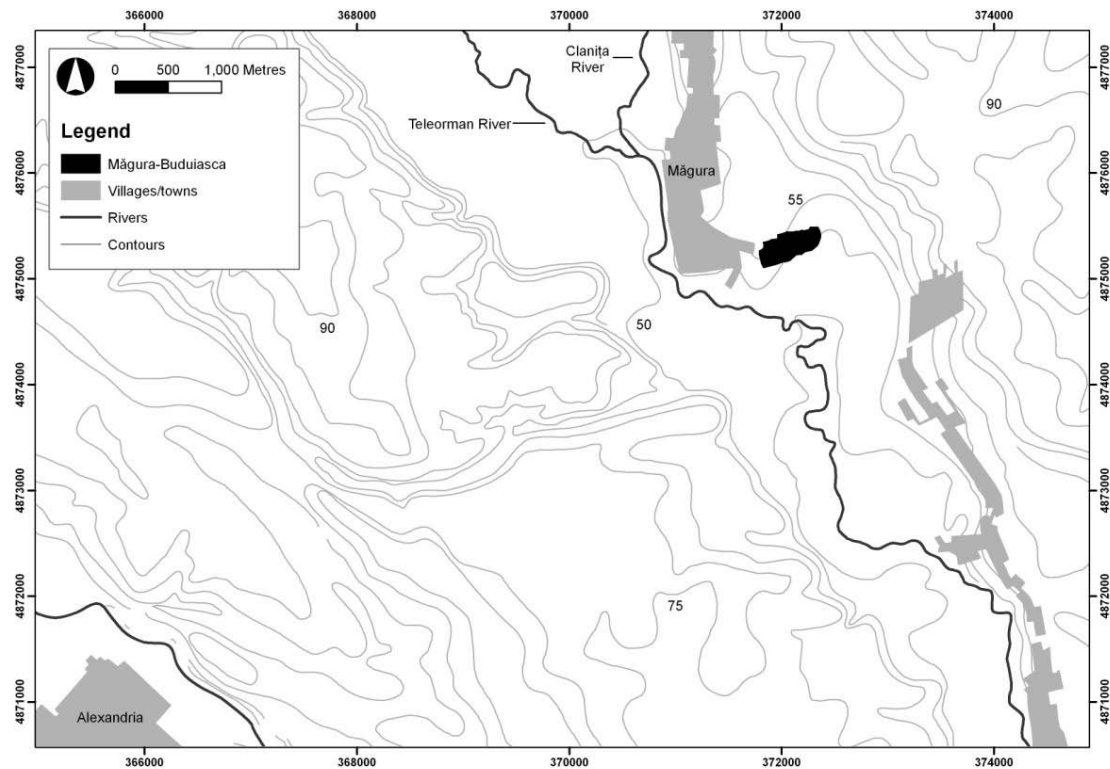 366000 368000 370000 372000 374000
4877000
4876000
4875000
4874000
4873000
4872000
4871000
0 500 1,000 Metres
Legend
Măgura-Buduiasca
Villages/towns
Rivers
Contours
Clanița
River
Teleorman River
Măgura
90
55
90
50
75
Alexandria
4877000
4876000
4875000
4874000
4873000
4872000
4871000
366000 368000 370000 372000 374000